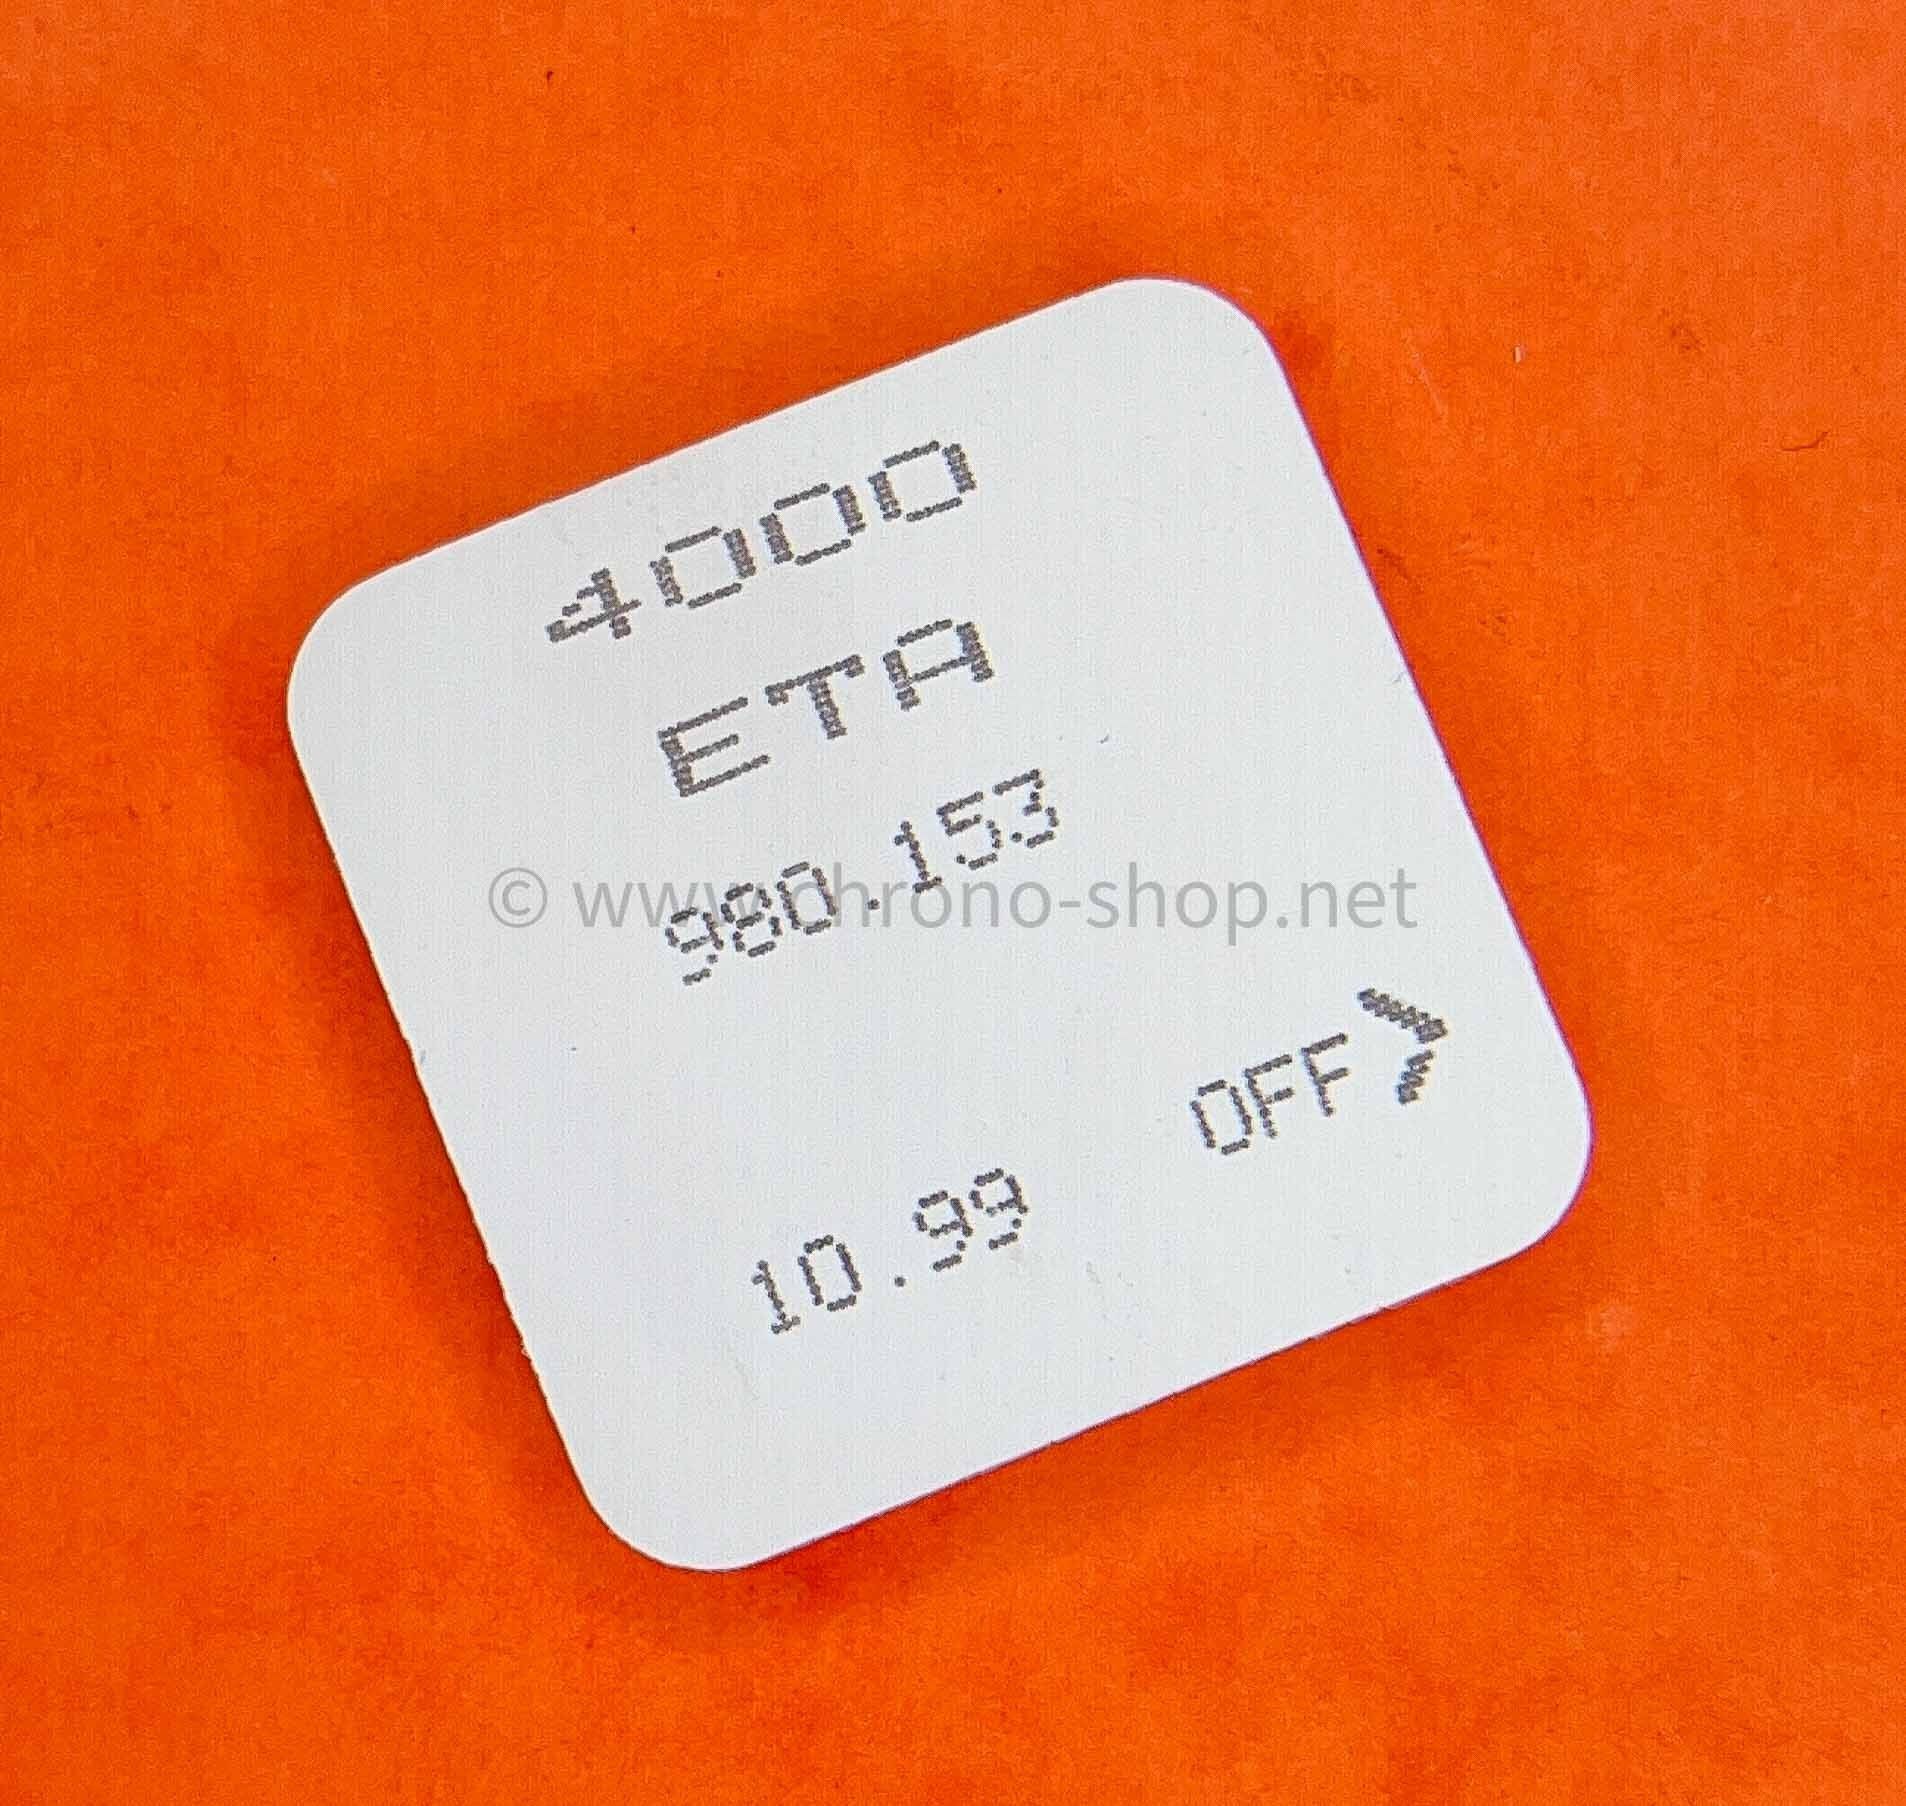 4000
ETA
980.153
© www.chrono-shop.net
OFF>
10.99